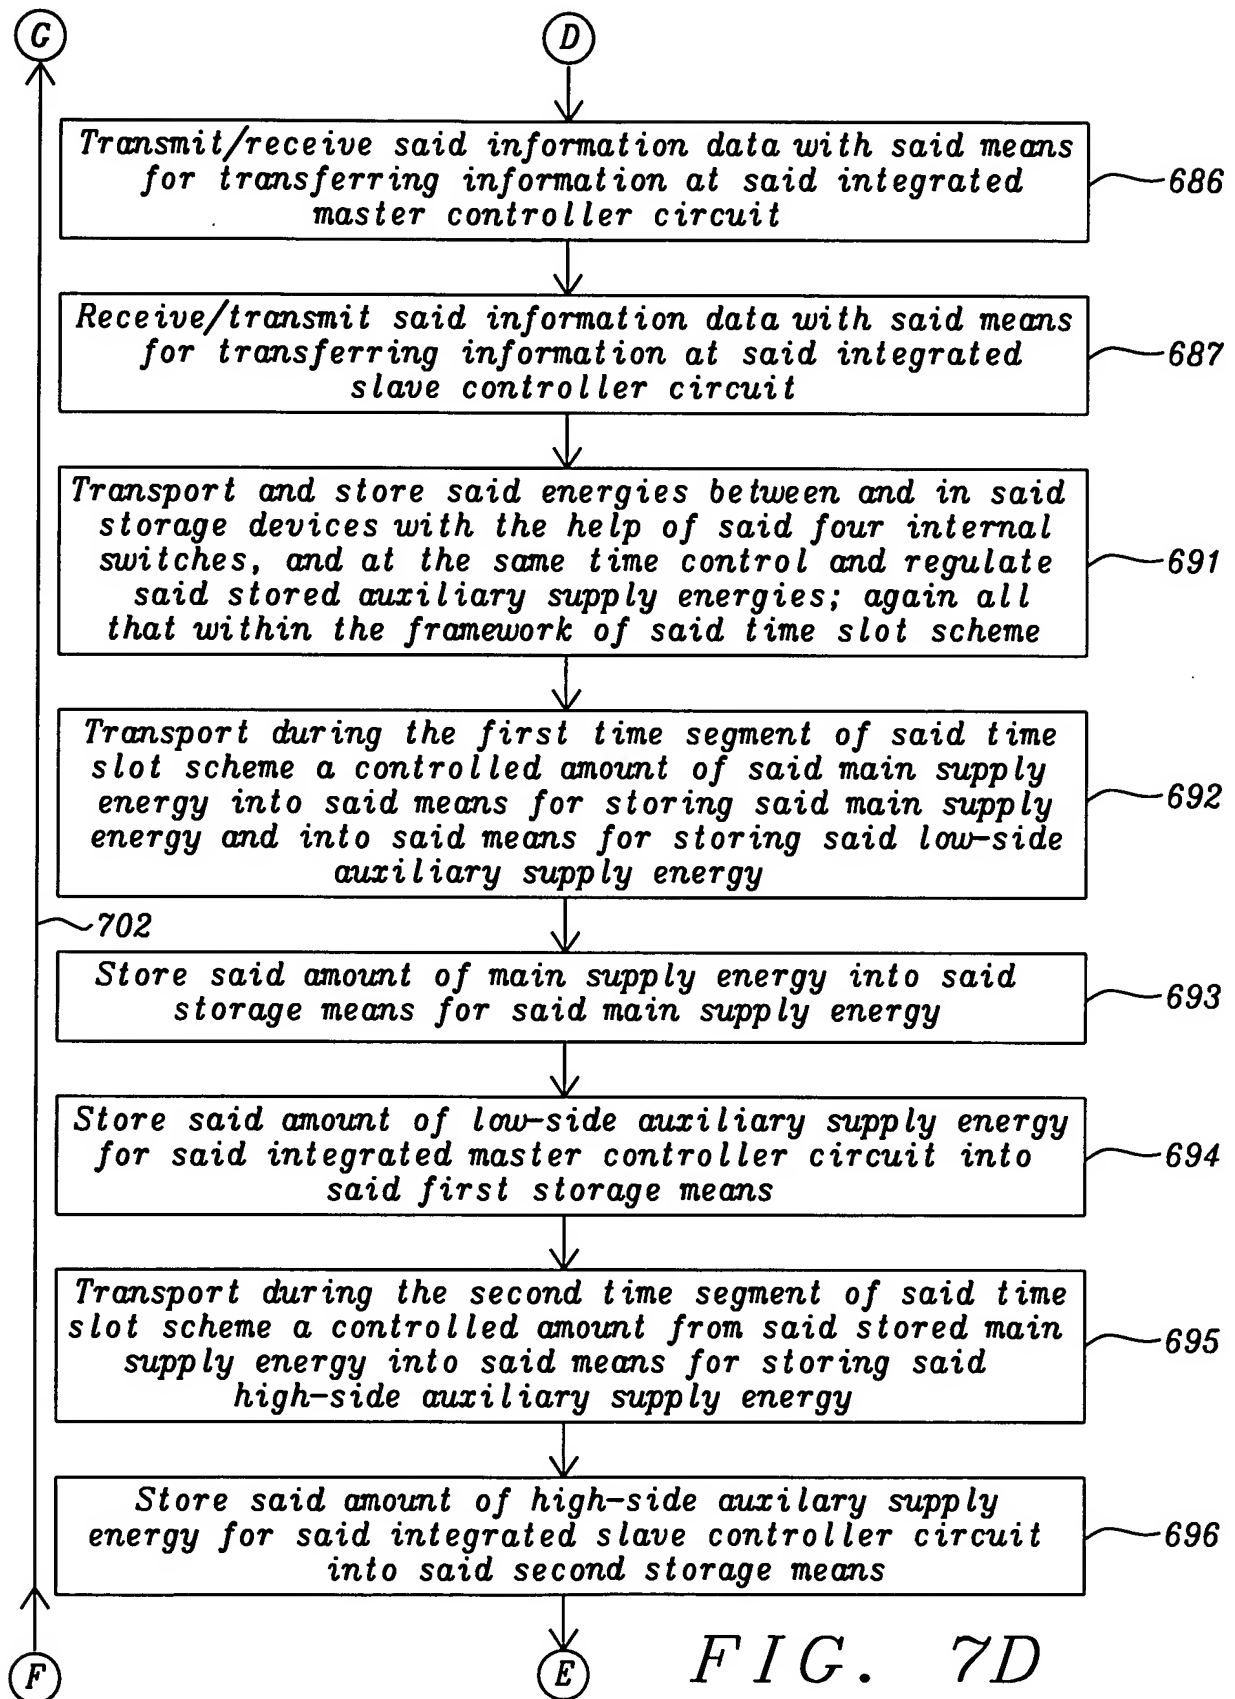 G
D
Transmit/receive said information data with said means
for transferring information at said integrated
master controller circuit
686
Receive/transmit said information data with said means
for transferring information at said integrated
slave controller circuit
687
Transport and store said energies between and in said
storage devices with the help of said four internal
switches, and at the same time control and regulate
said stored auxiliary supply energies; again all
that within the framework of said time slot scheme
691
Transport during the first time segment of said time
slot scheme a controlled amount of said main supply
energy into said means for storing said main supply
energy and into said means for storing said low-side
auxiliary supply energy
692
702
Store said amount of main supply energy into said
storage means for said main supply energy
693
Store said amount of low-side auxiliary supply energy
for said integrated master controller circuit into
said first storage means
694
Transport during the second time segment of said time
slot scheme a controlled amount from said stored main
supply energy into said means for storing said
high-side auxiliary supply energy
695
Store said amount of high-side auxilary supply
energy for said integrated slave controller circuit
into said second storage means
696
F
E
FIG. 7D